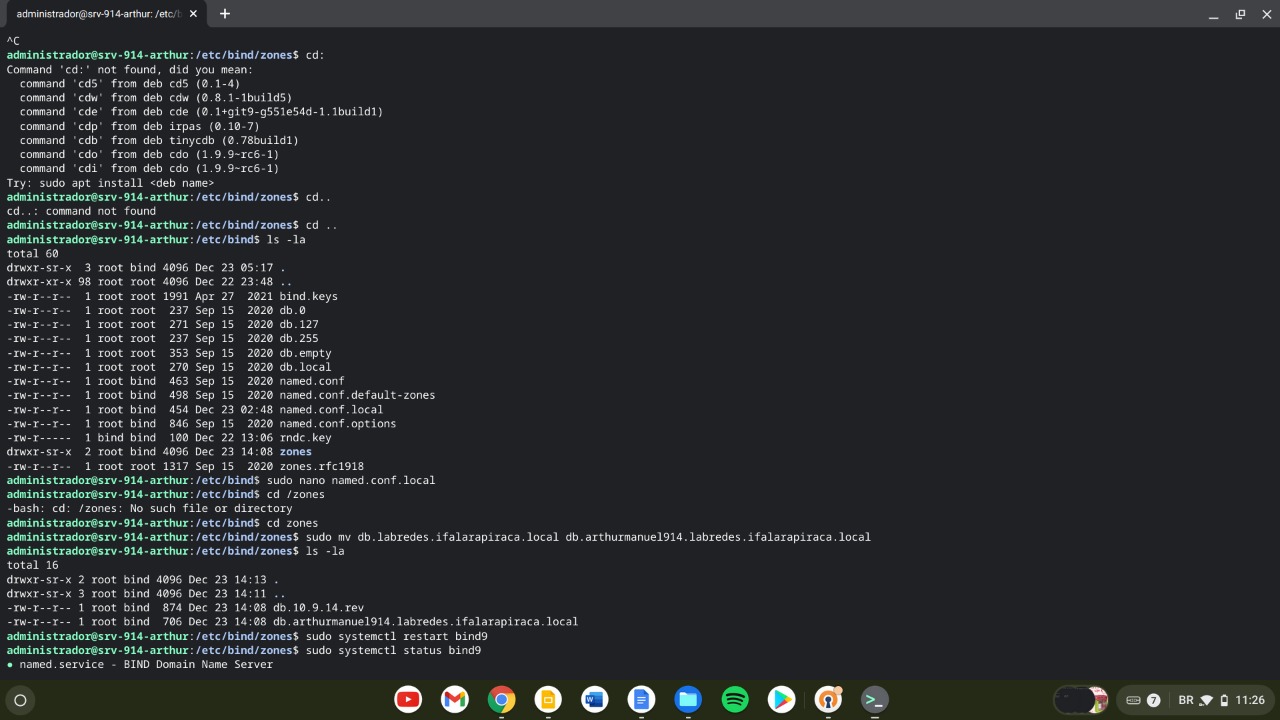 administrador@srv-914-arthur: /etc/b
^C
administrador@srv-914-arthur:/etc/bind/zones$ cd:
Command 'cd:' not found, did you mean:
  command 'cd5' from deb cd5 (0.1-4)
  command 'cdw' from deb cdw (0.8.1-1build5)
  command 'cde' from deb cde (0.1+git9-g551e54d-1.1build1)
  command 'cdp' from deb irpas (0.10-7)
  command 'cdb' from deb tinycdb (0.78build1)
  command 'cdo' from deb cdo (1.9.9~rc6-1)
  command 'cdi' from deb cdo (1.9.9~rc6-1)
Try: sudo apt install <deb name>
administrador@srv-914-arthur:/etc/bind/zones$ cd..
cd..: command not found
administrador@srv-914-arthur:/etc/bind/zones$ cd ..
administrador@srv-914-arthur:/etc/bind$ ls -la
total 60
drwxr-sr-x  3 root bind 4096 Dec 23 05:17 .
drwxr-xr-x 98 root root 4096 Dec 22 23:48 ..
-rw-r--r--  1 root root 1991 Apr 27  2021 bind.keys
-rw-r--r--  1 root root  237 Sep 15  2020 db.0
-rw-r--r--  1 root root  271 Sep 15  2020 db.127
-rw-r--r--  1 root root  237 Sep 15  2020 db.255
-rw-r--r--  1 root root  353 Sep 15  2020 db.empty
-rw-r--r--  1 root root  270 Sep 15  2020 db.local
-rw-r--r--  1 root bind  463 Sep 15  2020 named.conf
-rw-r--r--  1 root bind  498 Sep 15  2020 named.conf.default-zones
-rw-r--r--  1 root bind  454 Dec 23 02:48 named.conf.local
-rw-r--r--  1 root bind  846 Sep 15  2020 named.conf.options
-rw-r-----  1 bind bind  100 Dec 22 13:06 rndc.key
drwxr-sr-x  2 root bind 4096 Dec 23 14:08 zones
-rw-r--r--  1 root root 1317 Sep 15  2020 zones.rfc1918
administrador@srv-914-arthur:/etc/bind$ sudo nano named.conf.local
administrador@srv-914-arthur:/etc/bind$ cd /zones
-bash: cd: /zones: No such file or directory
administrador@srv-914-arthur:/etc/bind$ cd zones
administrador@srv-914-arthur:/etc/bind/zones$ sudo mv db.labredes.ifalarapiraca.local db.arthurmanuel914.labredes.ifalarapiraca.local
administrador@srv-914-arthur:/etc/bind/zones$ ls -la
total 16
drwxr-sr-x 2 root bind 4096 Dec 23 14:13 .
drwxr-sr-x 3 root bind 4096 Dec 23 14:11 ..
-rw-r--r-- 1 root bind  874 Dec 23 14:08 db.10.9.14.rev
-rw-r--r-- 1 root bind  706 Dec 23 14:08 db.arthurmanuel914.labredes.ifalarapiraca.local
administrador@srv-914-arthur:/etc/bind/zones$ sudo systemctl restart bind9
administrador@srv-914-arthur:/etc/bind/zones$ sudo systemctl status bind9
● named.service - BIND Domain Name Server
7 BR 11:26